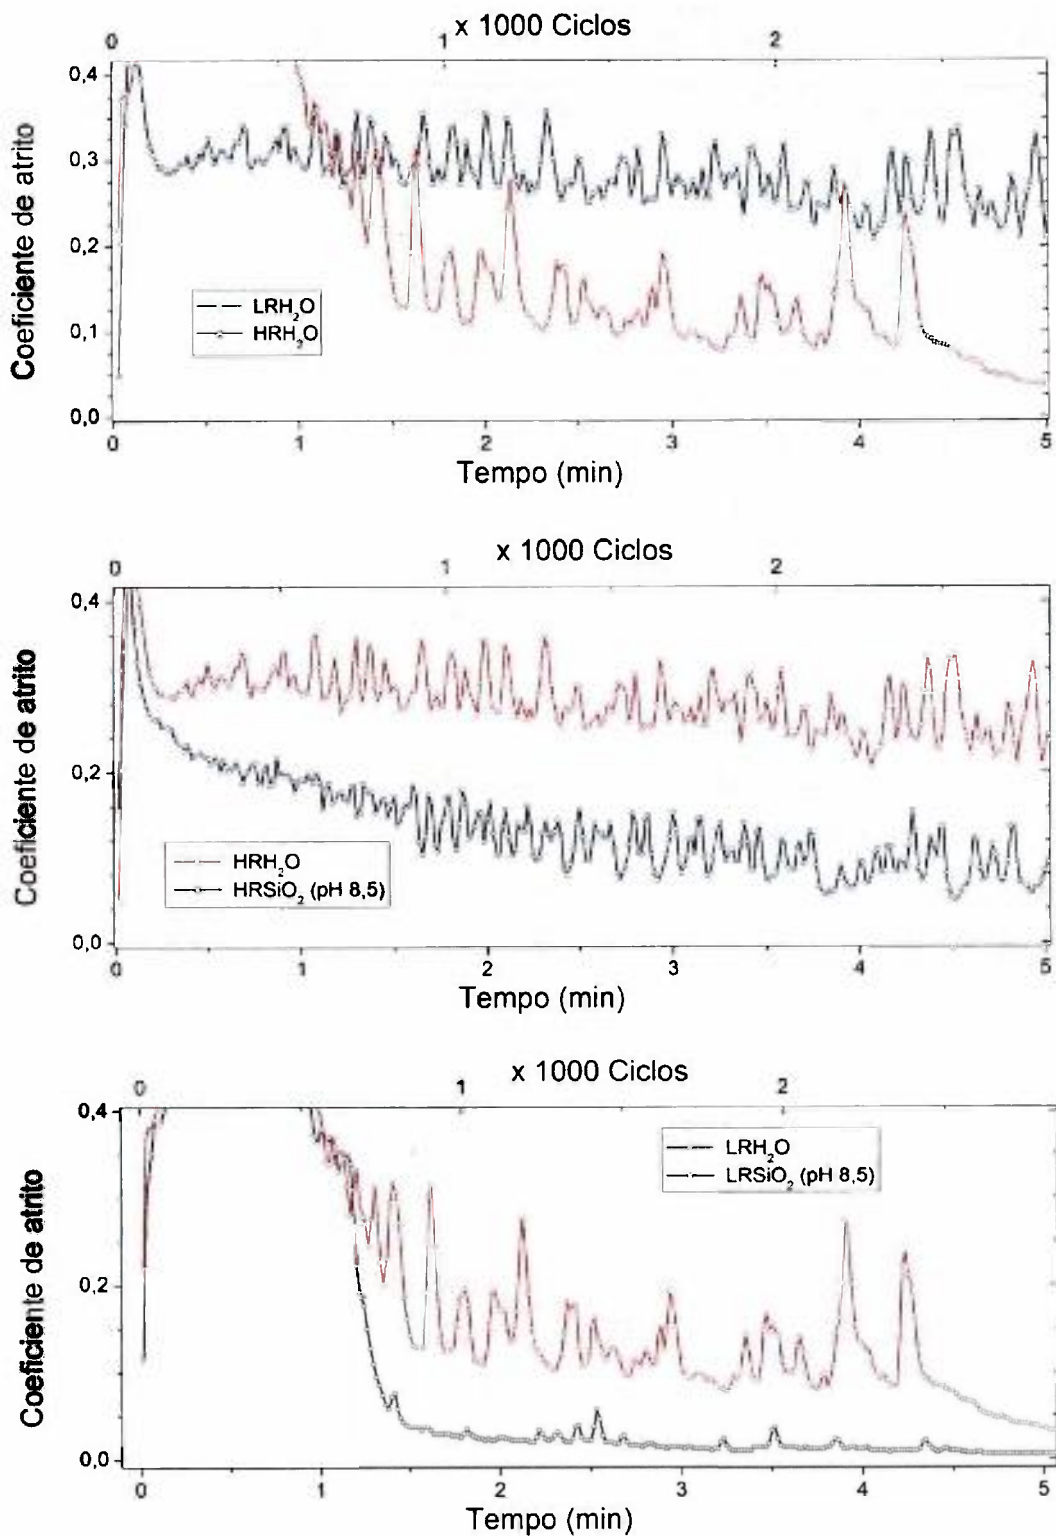 x 1000 Ciclos
0 1 2
0,4
0,3
0,2
0,1
0,0
Coeficiente de atrito
LRH₂O
HRH₂O
0 1 2 3 4 5
Tempo (min)
x 1000 Ciclos
0 1 2
0,4
0,2
0,0
Coeficiente de atrito
HRH₂O
HRSiO₂ (pH 8,5)
0 1 2 3 4 5
Tempo (min)
x 1000 Ciclos
0 1 2
0,4
0,2
0,0
Coeficiente de atrito
LRH₂O
LRSiO₂ (pH 8,5)
0 1 2 3 4 5
Tempo (min)